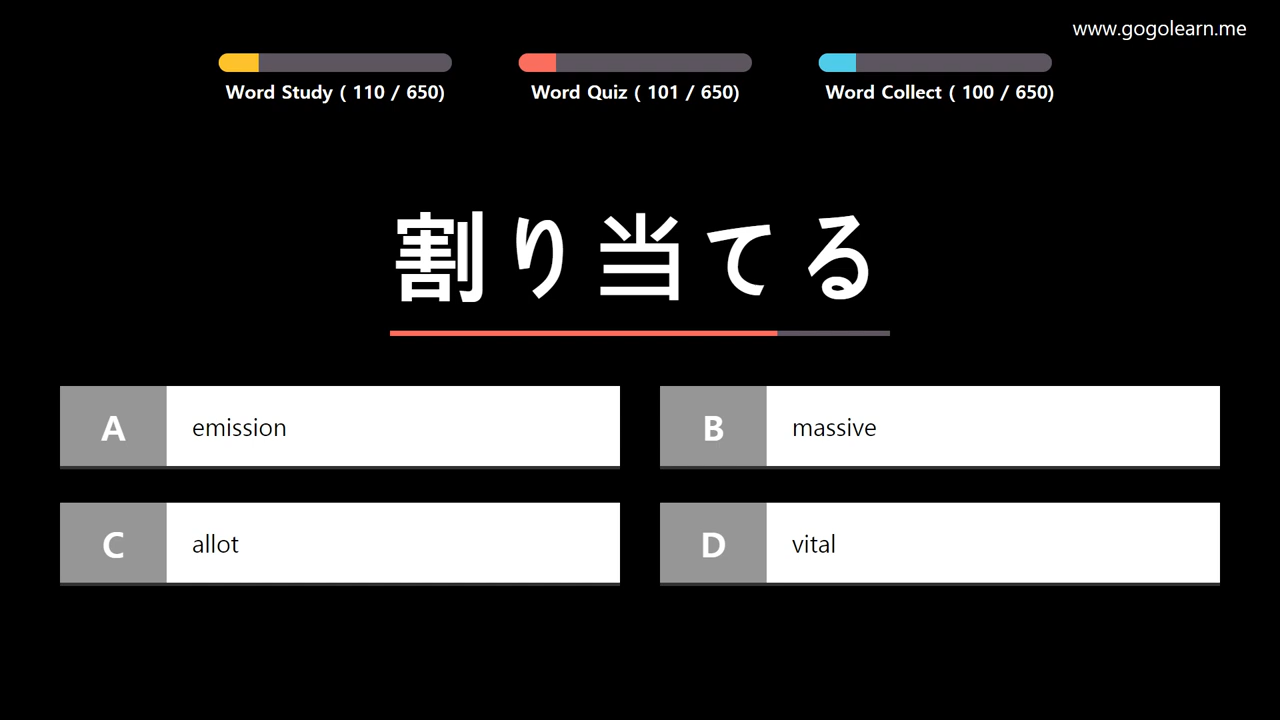 www.gogolearn.me
Word Study ( 110 / 650)
Word Quiz ( 101 / 650)
Word Collect ( 100 / 650)
割り当てる
A emission
B massive
C allot
D vital